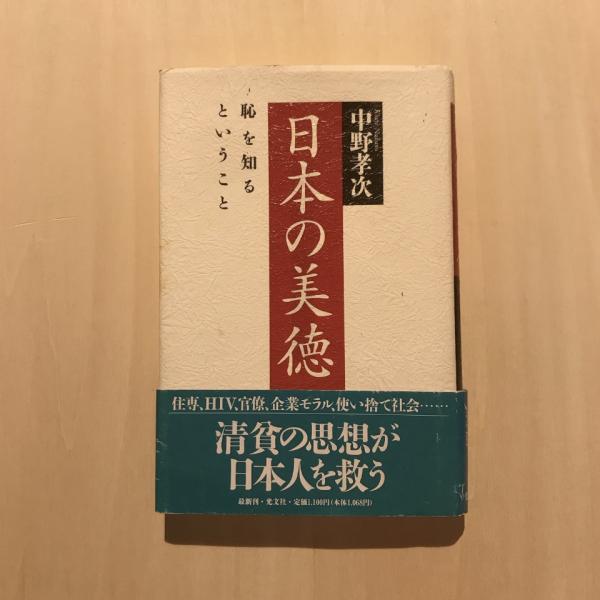 中野孝次
日本の美徳
恥を知る
ということ
住専、HIV、官僚、企業モラル、使い捨て社会……
清貧の思想が
日本人を救う
最新刊・光文社・定価1,100円(本体1,068円)